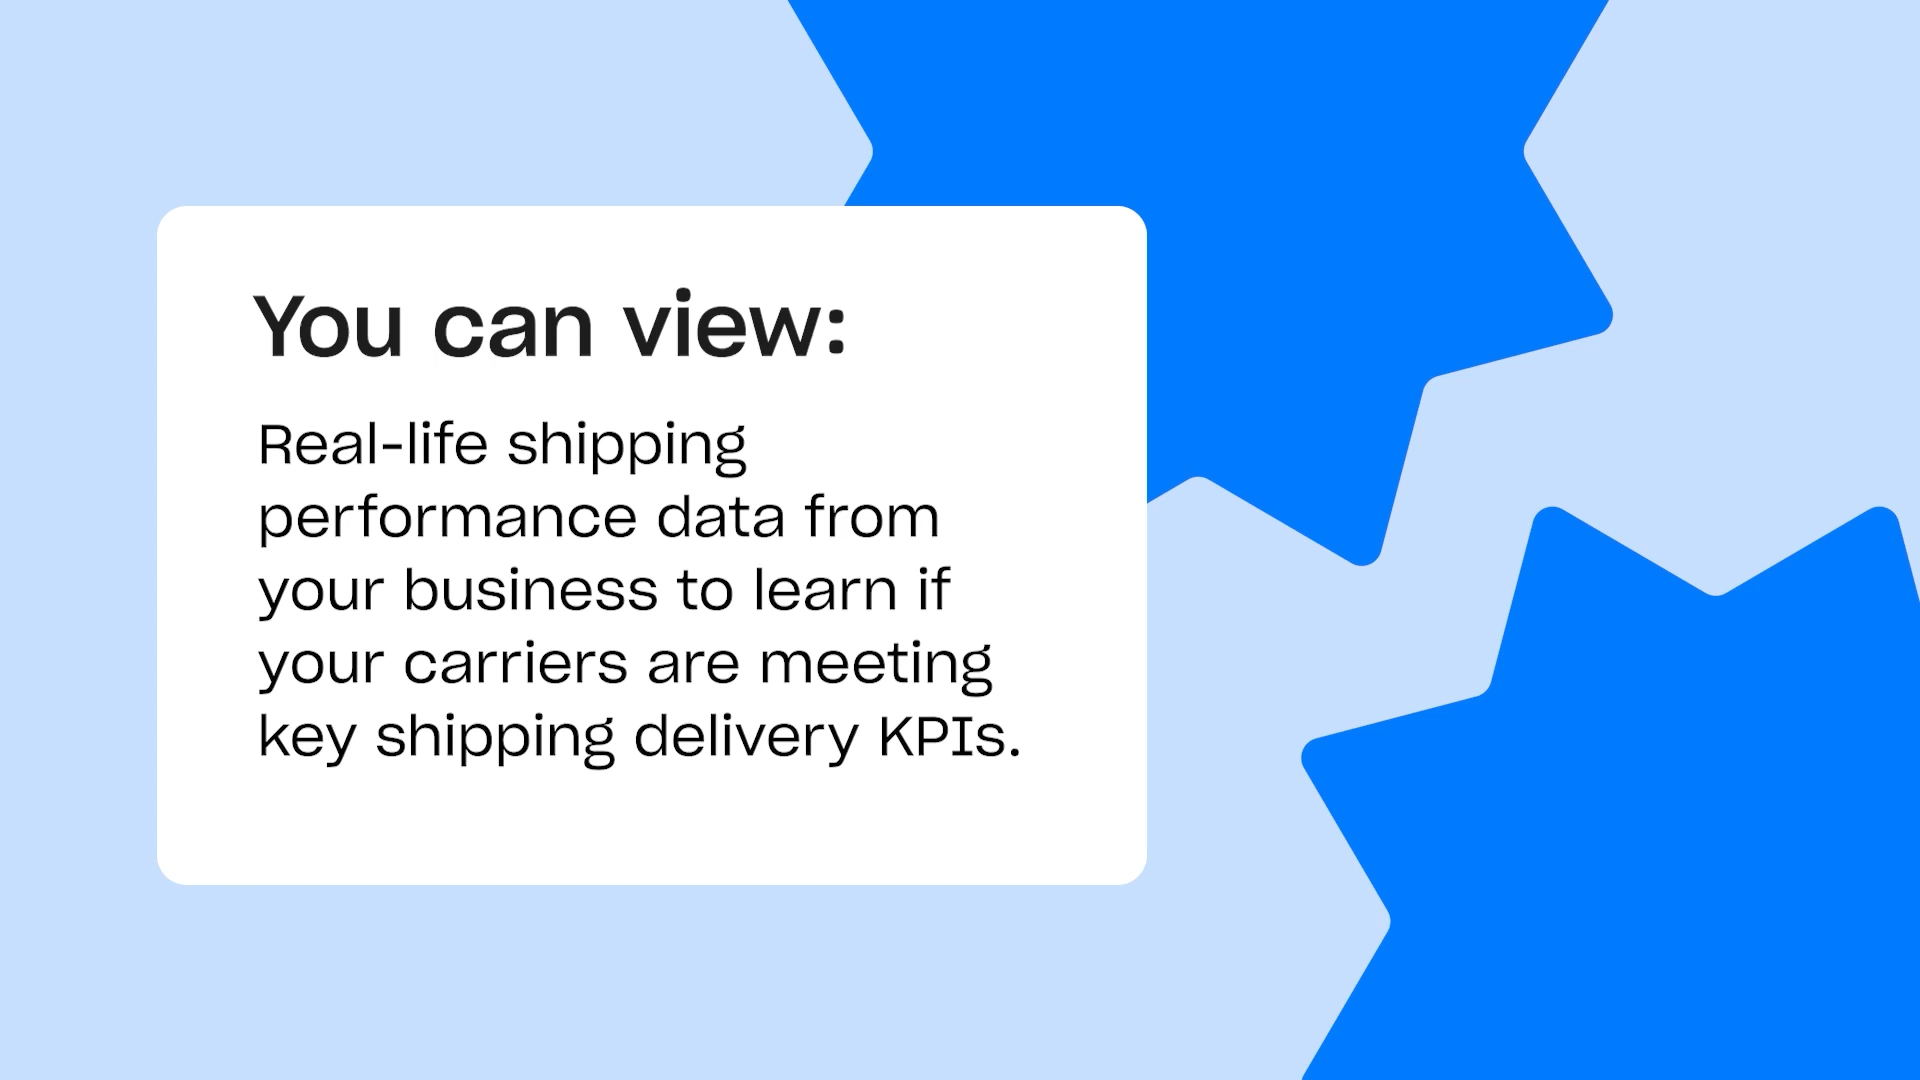 You can view:
Real-life shipping
performance data from
your business to learn if
your carriers are meeting
key shipping delivery KPIs.